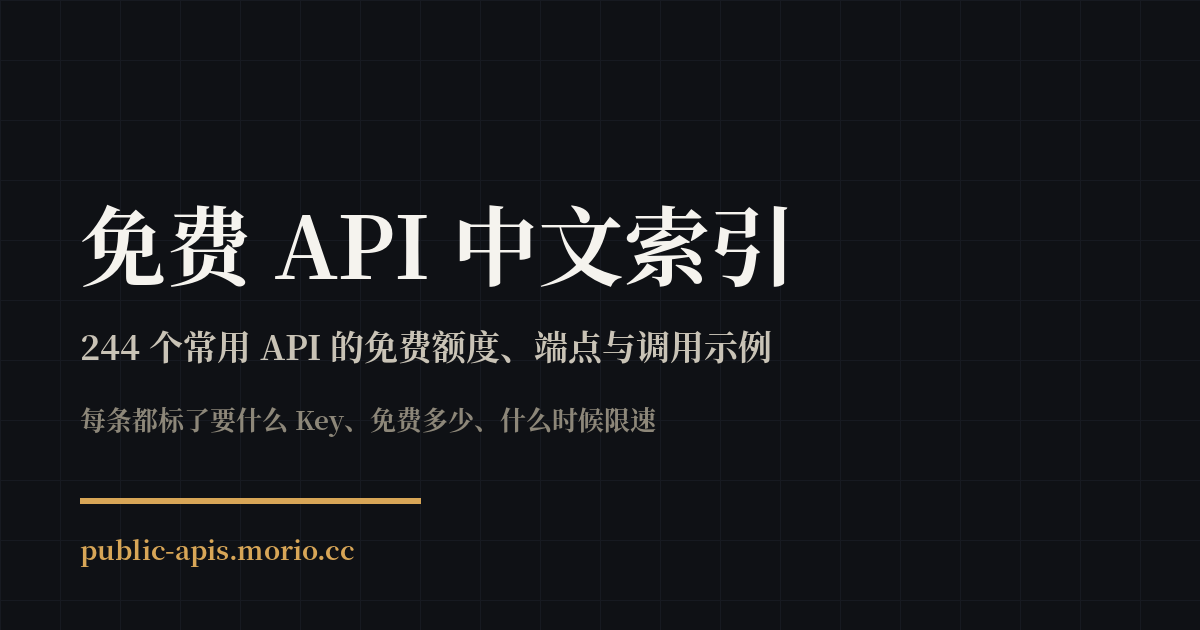 免费 API 中文索引
244 个常用 API 的免费额度、端点与调用示例
每条都标了要什么 Key、免费多少、什么时候限速
public-apis.morio.cc